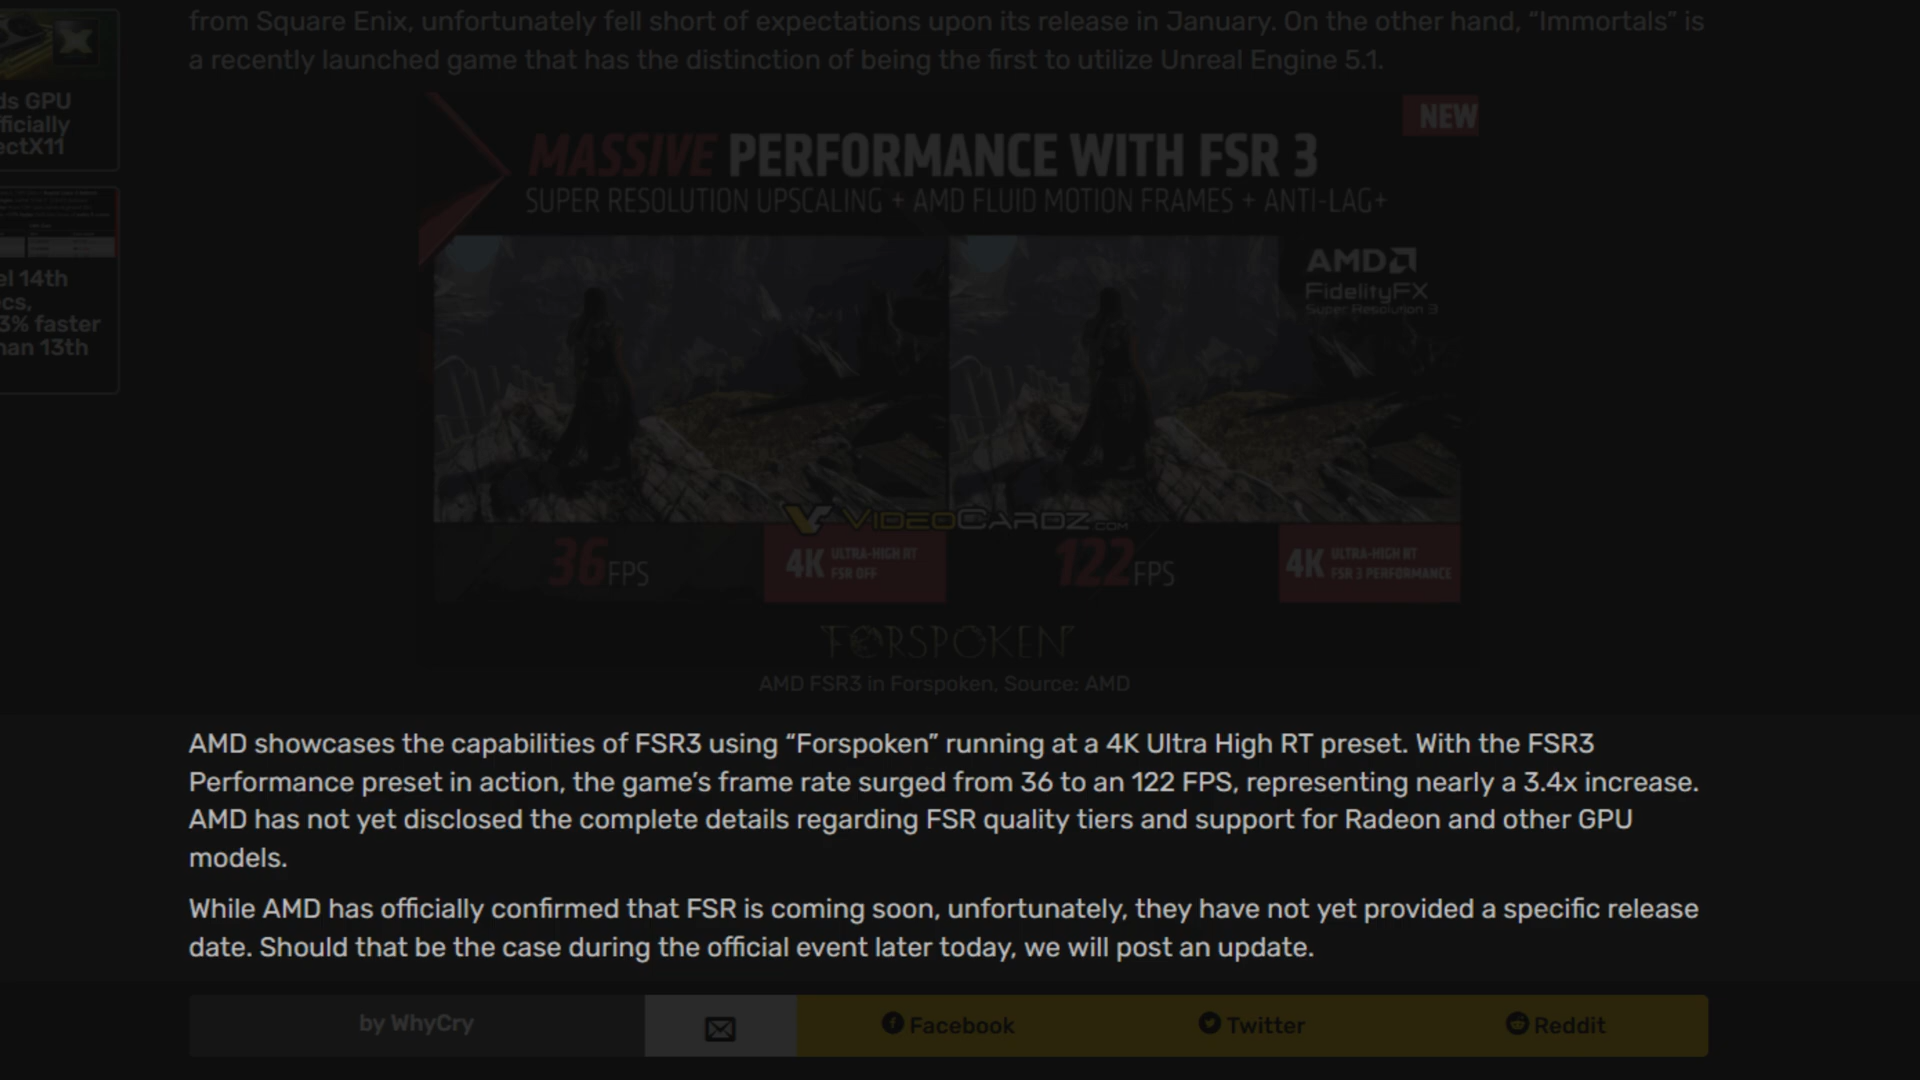 from Square Enix, unfortunately fell short of expectations upon its release in January. On the other hand, “Immortals” is
a recently launched game that has the distinction of being the first to utilize Unreal Engine 5.1.
ds GPU
ficially
ectX11
el 14th
cs,
3% faster
han 13th
NEW
MASSIVE PERFORMANCE WITH FSR 3
SUPER RESOLUTION UPSCALING + AMD FLUID MOTION FRAMES + ANTI-LAG+
AMD
FidelityFX
Super Resolution 3
VIDEOCARDZ.COM
36 FPS
4K ULTRA-HIGH RT
FSR OFF
122 FPS
4K ULTRA-HIGH RT
FSR 3 PERFORMANCE
FORSPOKEN
AMD FSR3 in Forspoken, Source: AMD
AMD showcases the capabilities of FSR3 using “Forspoken” running at a 4K Ultra High RT preset. With the FSR3
Performance preset in action, the game’s frame rate surged from 36 to an 122 FPS, representing nearly a 3.4x increase.
AMD has not yet disclosed the complete details regarding FSR quality tiers and support for Radeon and other GPU
models.
While AMD has officially confirmed that FSR is coming soon, unfortunately, they have not yet provided a specific release
date. Should that be the case during the official event later today, we will post an update.
by WhyCry
Facebook
Twitter
Reddit